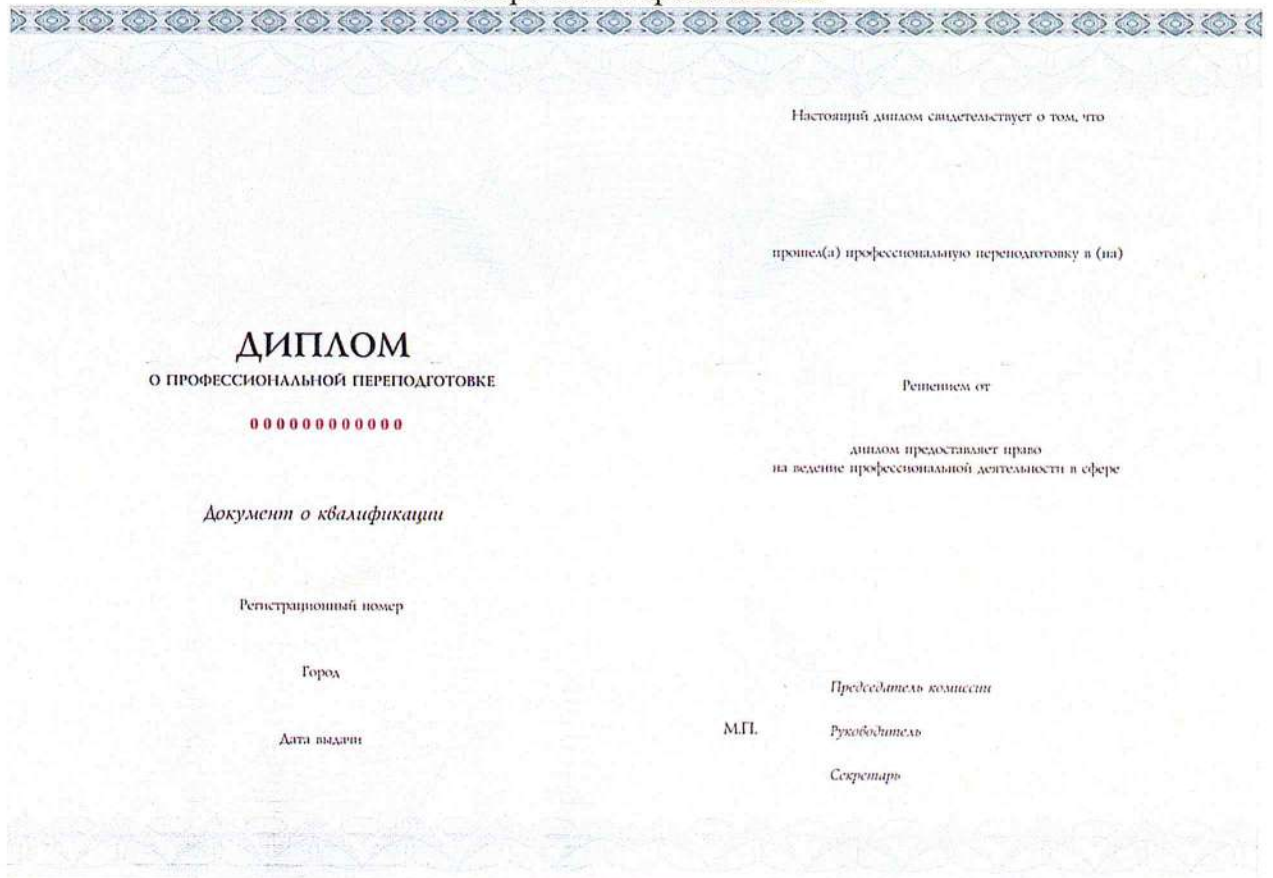 ДИПЛОМ
О ПРОФЕССИОНАЛЬНОЙ ПЕРЕПОДГОТОВКЕ
000000000000
Документ о квалификации
Регистрационный номер
Город
Дата выдачи
Настоящий диплом свидетельствует о том, что
прошел(а) профессиональную переподготовку в (на)
Решением от
диплом предоставляет право
на ведение профессиональной деятельности в сфере
Председатель комиссии
М.П. Руководитель
Секретарь